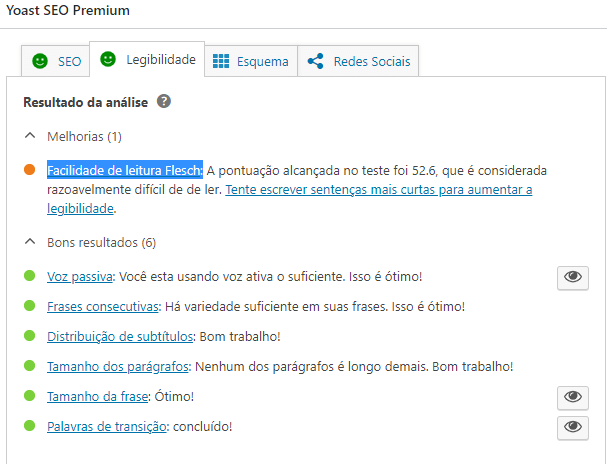 Yoast SEO Premium
SEO
Legibilidade
Esquema
Redes Sociais
Resultado da análise ?
Melhorias (1)
Facilidade de leitura Flesch: A pontuação alcançada no teste foi 52.6, que é considerada
razoavelmente difícil de de ler. Tente escrever sentenças mais curtas para aumentar a
legibilidade.
Bons resultados (6)
Voz passiva: Você esta usando voz ativa o suficiente. Isso é ótimo!
Frases consecutivas: Há variedade suficiente em suas frases. Isso é ótimo!
Distribuição de subtítulos: Bom trabalho!
Tamanho dos parágrafos: Nenhum dos parágrafos é longo demais. Bom trabalho!
Tamanho da frase: Ótimo!
Palavras de transição: concluído!